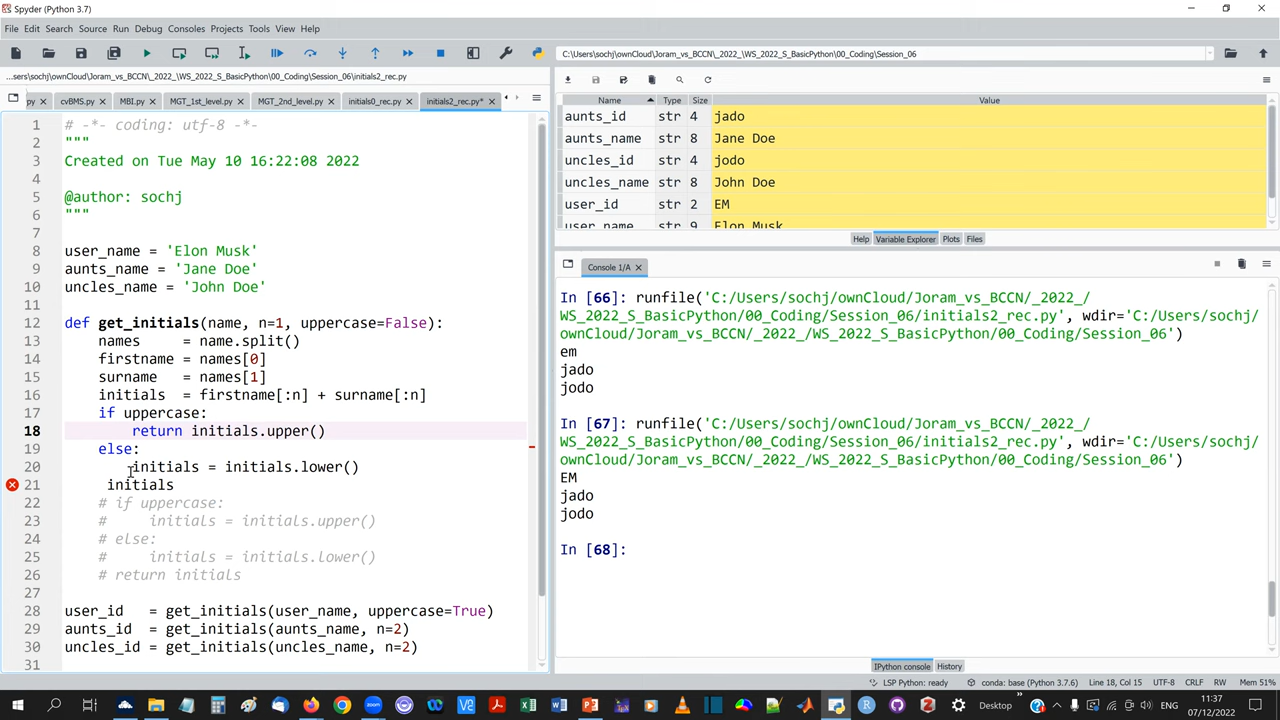 Spyder (Python 3.7)
File Edit Search Source Run Debug Consoles Projects Tools View Help
C:\Users\sochj\ownCloud\Joram_vs_BCCN\_2022_\WS_2022_S_BasicPython\00_Coding\Session_06
...sers\sochj\ownCloud\Joram_vs_BCCN\_2022_\WS_2022_S_BasicPython\00_Coding\Session_06\initials2_rec.py
py cvBMS.py MBI.py MGT_1st_level.py MGT_2nd_level.py initials0_rec.py initials2_rec.py*
1 # -*- coding: utf-8 -*-
2 """
3 Created on Tue May 10 16:22:08 2022
4
5 @author: sochj
6 """
7
8 user_name = 'Elon Musk'
9 aunts_name = 'Jane Doe'
10 uncles_name = 'John Doe'
11
12 def get_initials(name, n=1, uppercase=False):
13 names     = name.split()
14 firstname = names[0]
15 surname   = names[1]
16 initials  = firstname[:n] + surname[:n]
17 if uppercase:
18 return initials.upper()
19 else:
20 initials = initials.lower()
21 initials
22 # if uppercase:
23 #     initials = initials.upper()
24 # else:
25 #     initials = initials.lower()
26 # return initials
27
28 user_id   = get_initials(user_name, uppercase=True)
29 aunts_id  = get_initials(aunts_name, n=2)
30 uncles_id = get_initials(uncles_name, n=2)
31
Name Type Size Value
aunts_id str 4 jado
aunts_name str 8 Jane Doe
uncles_id str 4 jodo
uncles_name str 8 John Doe
user_id str 2 EM
user_name str 9 Elon Musk
Help Variable Explorer Plots Files
Console 1/A
In [66]: runfile('C:/Users/sochj/ownCloud/Joram_vs_BCCN/_2022_/
WS_2022_S_BasicPython/00_Coding/Session_06/initials2_rec.py', wdir='C:/Users/sochj/
ownCloud/Joram_vs_BCCN/_2022_/WS_2022_S_BasicPython/00_Coding/Session_06')
em
jado
jodo
In [67]: runfile('C:/Users/sochj/ownCloud/Joram_vs_BCCN/_2022_/
WS_2022_S_BasicPython/00_Coding/Session_06/initials2_rec.py', wdir='C:/Users/sochj/
ownCloud/Joram_vs_BCCN/_2022_/WS_2022_S_BasicPython/00_Coding/Session_06')
EM
jado
jodo
In [68]:
IPython console History
LSP Python: ready conda: base (Python 3.7.6) Line 18, Col 15 UTF-8 CRLF RW Mem 51%
Desktop ENG 11:37
07/12/2022